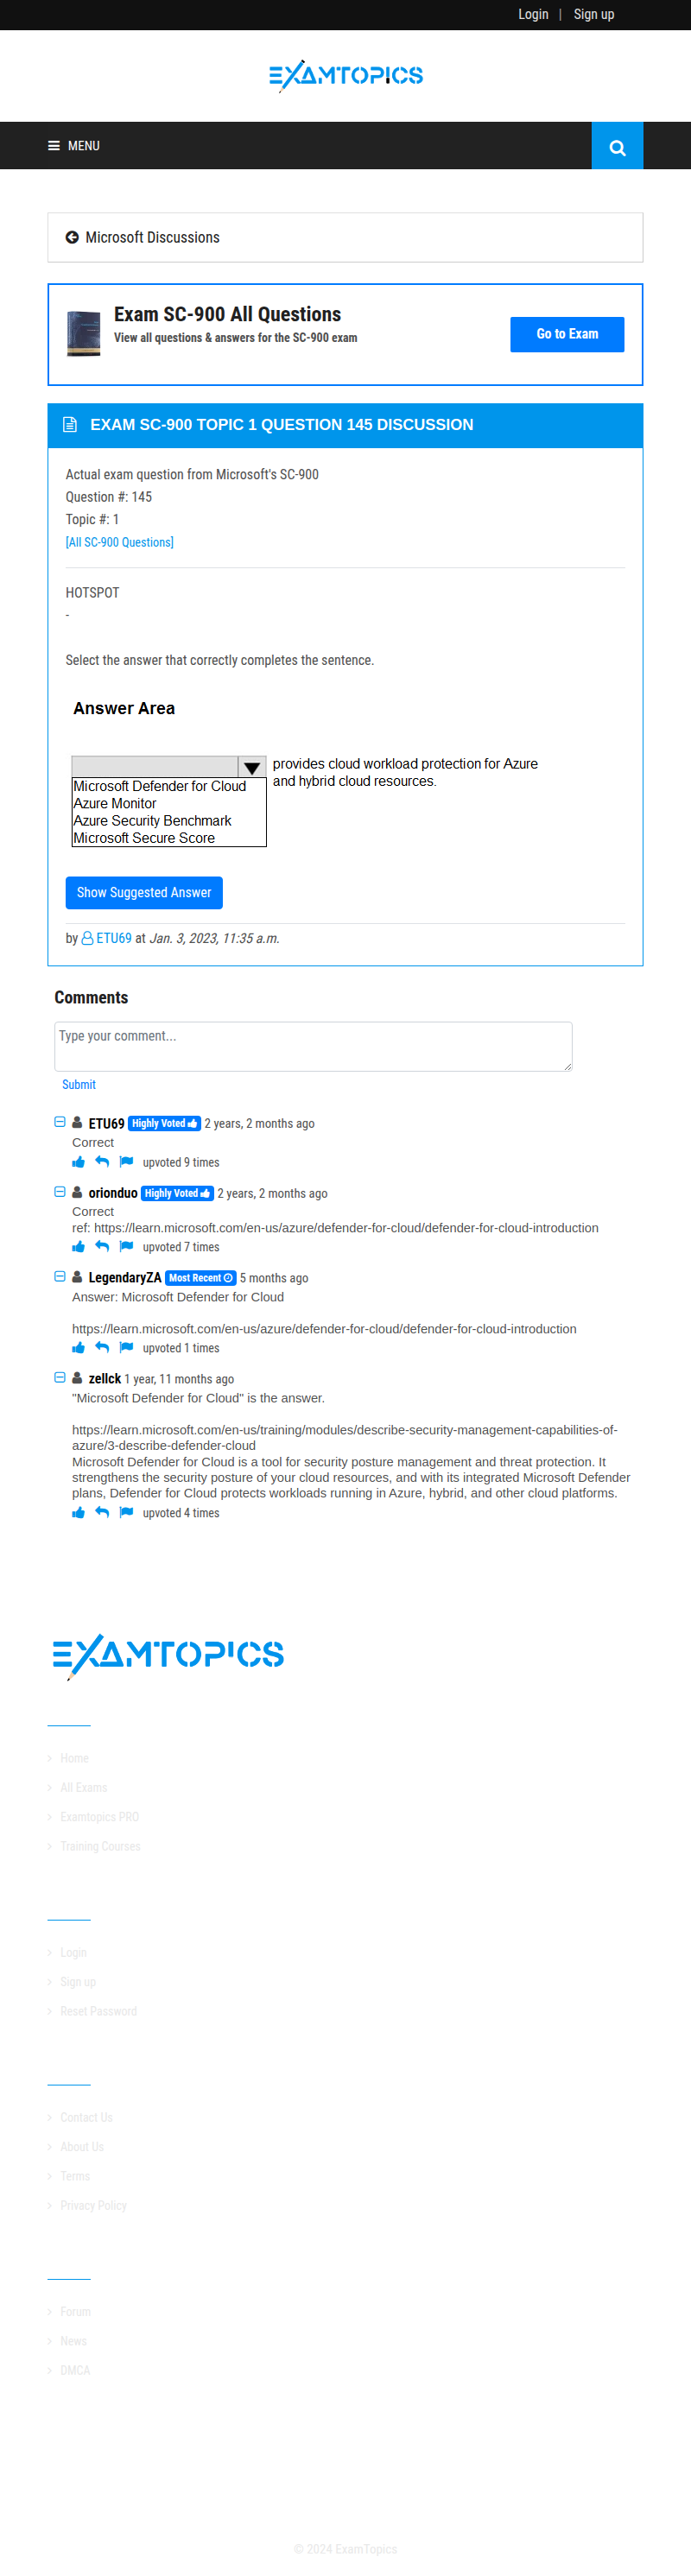 Login | Sign up
EXAMTOPICS
MENU
Microsoft Discussions
Exam SC-900 All Questions
View all questions & answers for the SC-900 exam
Go to Exam
EXAM SC-900 TOPIC 1 QUESTION 145 DISCUSSION
Actual exam question from Microsoft's SC-900
Question #: 145
Topic #: 1
[All SC-900 Questions]
HOTSPOT
-
Select the answer that correctly completes the sentence.
Answer Area
provides cloud workload protection for Azure
and hybrid cloud resources.
Microsoft Defender for Cloud
Azure Monitor
Azure Security Benchmark
Microsoft Secure Score
Show Suggested Answer
by ETU69 at Jan. 3, 2023, 11:35 a.m.
Comments
Type your comment...
Submit
ETU69 Highly Voted 2 years, 2 months ago
Correct
upvoted 9 times
orionduo Highly Voted 2 years, 2 months ago
Correct
ref: https://learn.microsoft.com/en-us/azure/defender-for-cloud/defender-for-cloud-introduction
upvoted 7 times
LegendaryZA Most Recent 5 months ago
Answer: Microsoft Defender for Cloud
https://learn.microsoft.com/en-us/azure/defender-for-cloud/defender-for-cloud-introduction
upvoted 1 times
zellck 1 year, 11 months ago
"Microsoft Defender for Cloud" is the answer.
https://learn.microsoft.com/en-us/training/modules/describe-security-management-capabilities-of-
azure/3-describe-defender-cloud
Microsoft Defender for Cloud is a tool for security posture management and threat protection. It
strengthens the security posture of your cloud resources, and with its integrated Microsoft Defender
plans, Defender for Cloud protects workloads running in Azure, hybrid, and other cloud platforms.
upvoted 4 times
EXAMTOPICS
Home
All Exams
Examtopics PRO
Training Courses
Login
Sign up
Reset Password
Contact Us
About Us
Terms
Privacy Policy
Forum
News
DMCA
© 2024 ExamTopics